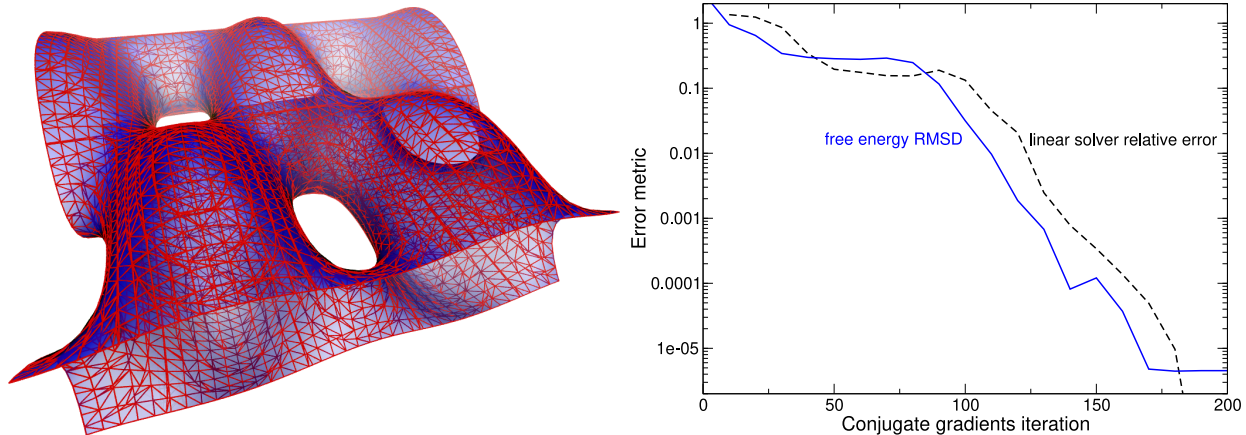 1
0.1
0.01
0.001
0.0001
1e-05
Error metric
free energy RMSD
linear solver relative error
0
50
100
150
200
Conjugate gradients iteration